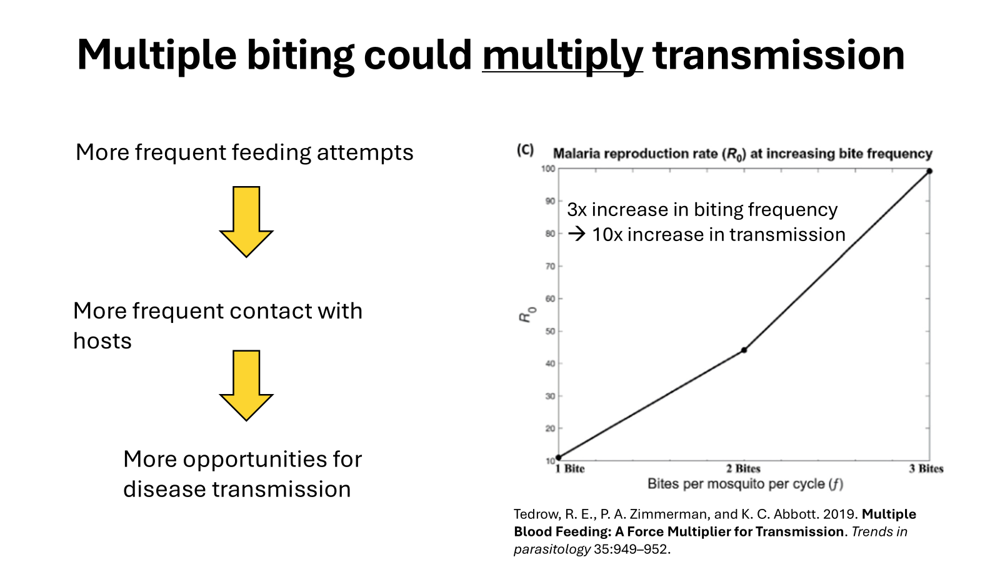 Multiple biting could multiply transmission
More frequent feeding attempts
More frequent contact with
hosts
More opportunities for
disease transmission
(C)
Malaria reproduction rate (R0) at increasing bite frequency
3x increase in biting frequency
→ 10x increase in transmission
R0
100
90
80
70
60
50
40
30
20
10
1 Bite
2 Bites
3 Bites
Bites per mosquito per cycle (f)
Tedrow, R. E., P. A. Zimmerman, and K. C. Abbott. 2019. Multiple
Blood Feeding: A Force Multiplier for Transmission. Trends in
parasitology 35:949–952.